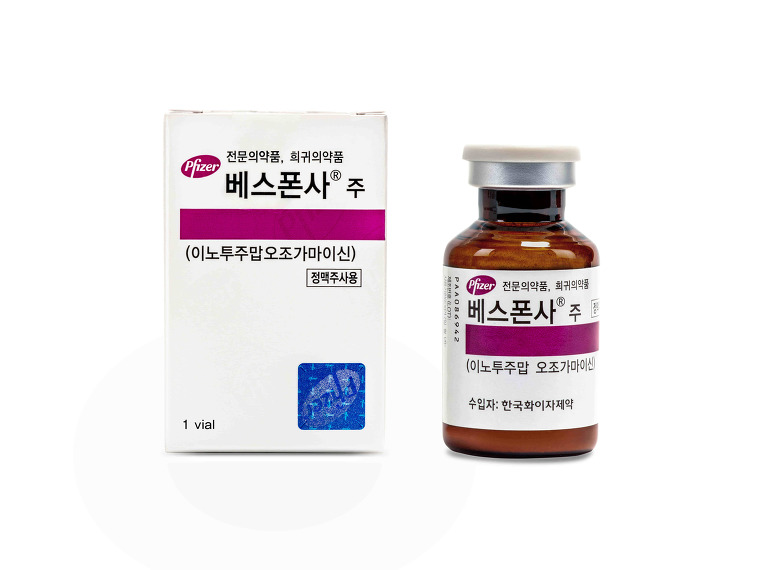 Pfizer
전문의약품, 희귀의약품
베스폰사® 주
(이노투주맙오조가마이신)
정맥주사용
1 vial
Pfizer
전문의약품, 희귀의약품
베스폰사® 주
(이노투주맙 오조가마이신)
수입자: 한국화이자제약
PAA086942